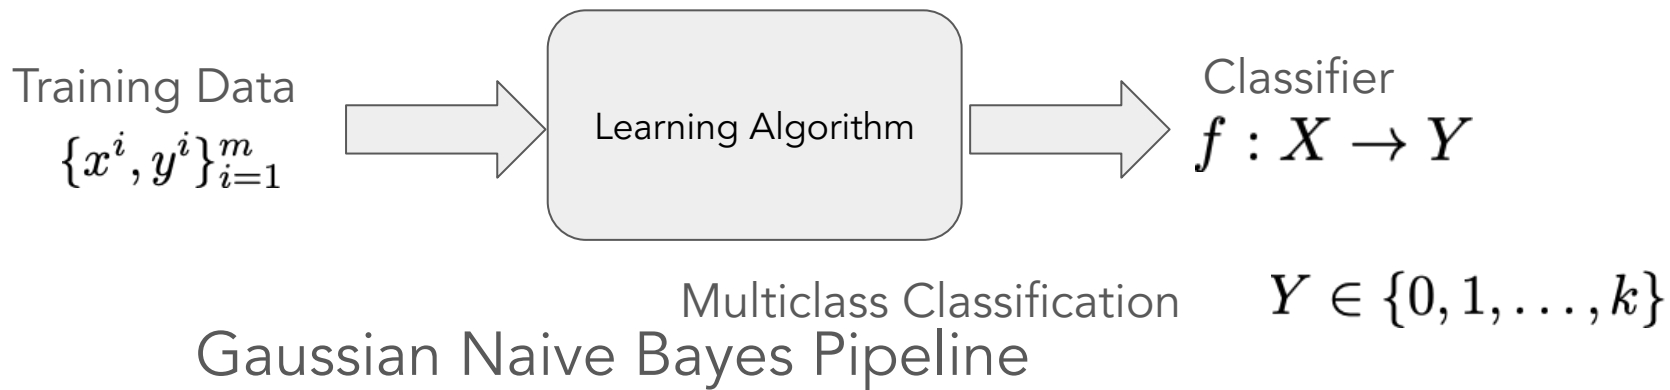 Training Data
{x^i, y^i}_{i=1}^m
Learning Algorithm
Classifier
f : X → Y
Multiclass Classification
Y ∈ {0, 1, . . . , k}
Gaussian Naive Bayes Pipeline